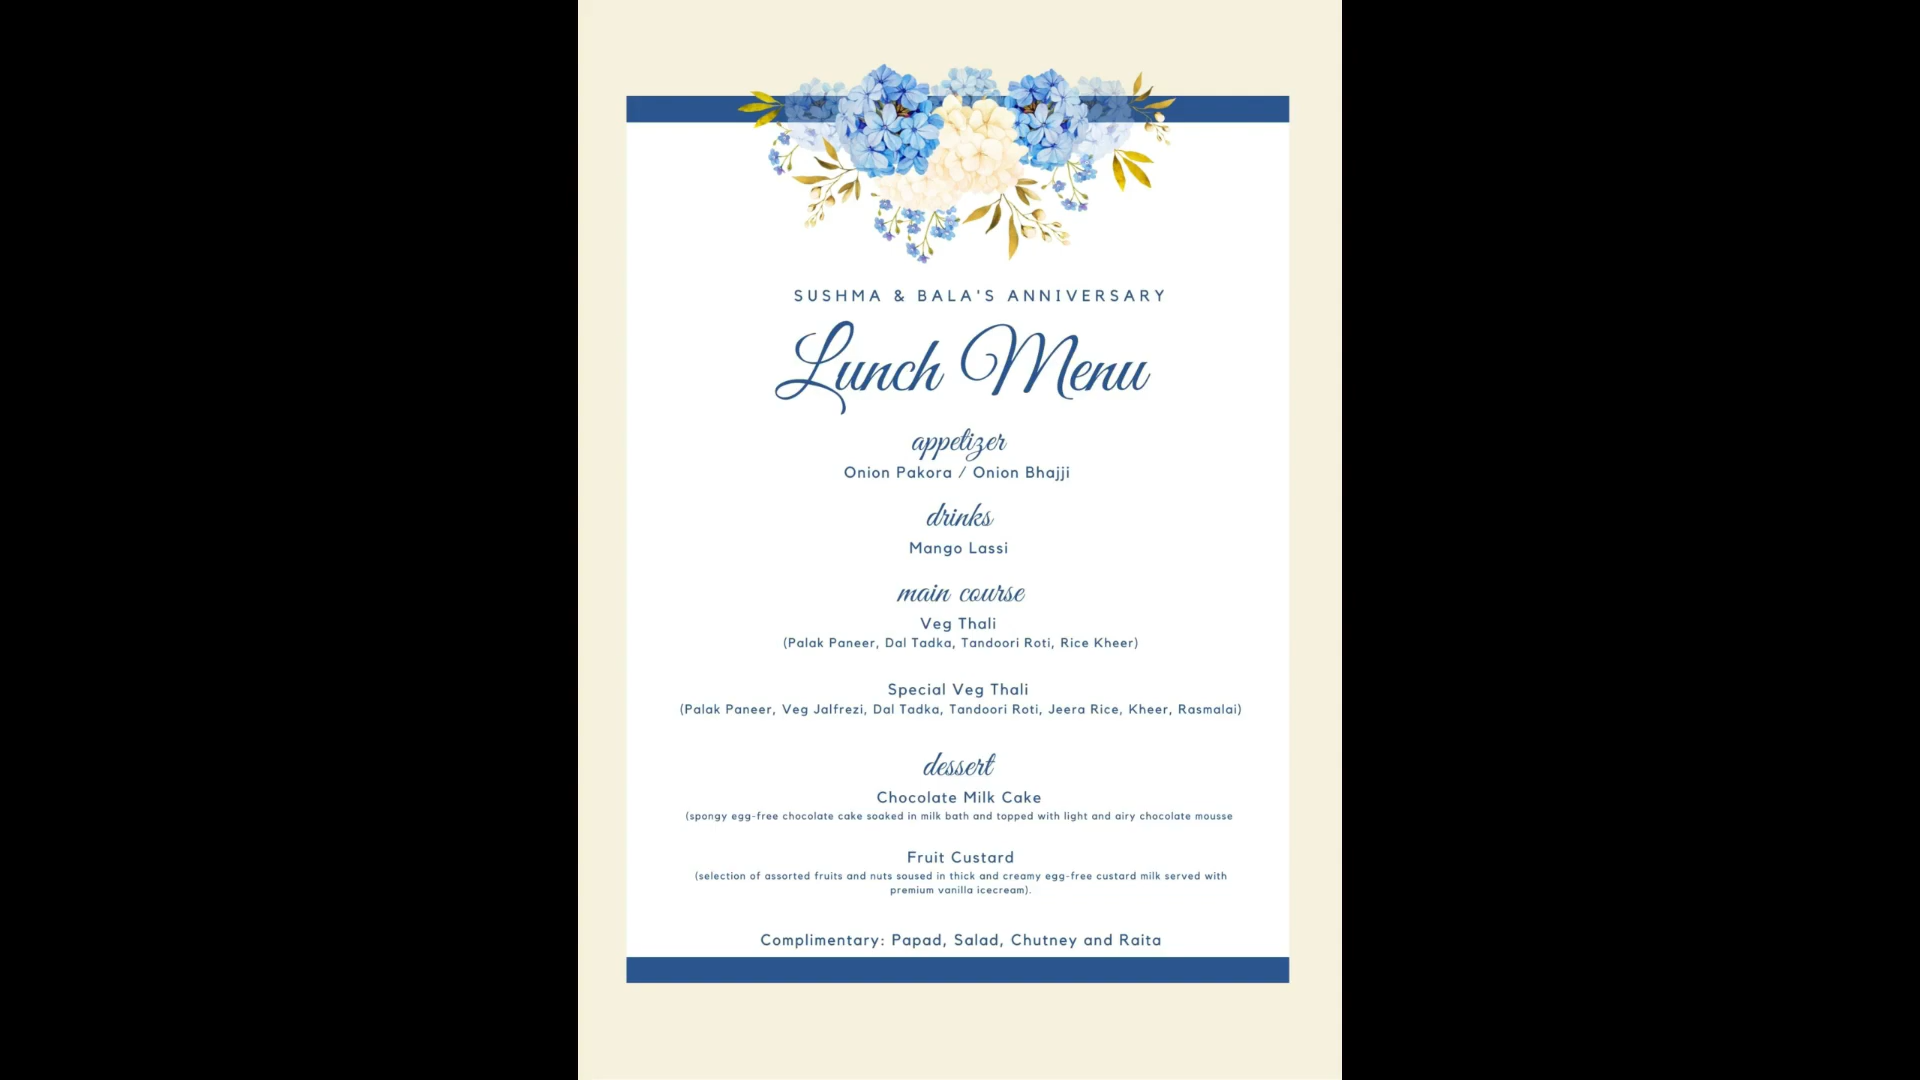 SUSHMA & BALA'S ANNIVERSARY
Lunch Menu
appetizer
Onion Pakora / Onion Bhajji
drinks
Mango Lassi
main course
Veg Thali
(Palak Paneer, Dal Tadka, Tandoori Roti, Rice Kheer)
Special Veg Thali
(Palak Paneer, Veg Jalfrezi, Dal Tadka, Tandoori Roti, Jeera Rice, Kheer, Rasmalai)
dessert
Chocolate Milk Cake
(spongy egg-free chocolate cake soaked in milk bath and topped with light and airy chocolate mousse
Fruit Custard
(selection of assorted fruits and nuts soused in thick and creamy egg-free custard milk served with
premium vanilla icecream).
Complimentary: Papad, Salad, Chutney and Raita